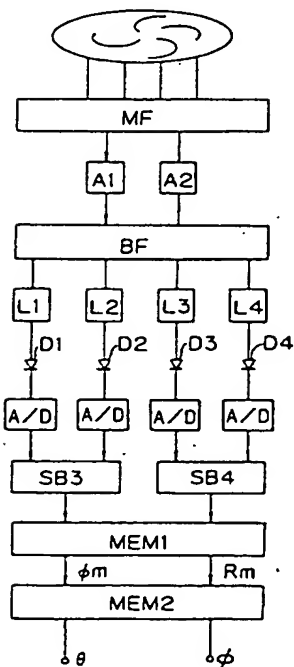 MF
A1 A2
BF
L1 L2 L3 L4
D1 D2 D3 D4
A/D A/D A/D A/D
SB3 SB4
MEM1
ϕm Rm
MEM2
θ ϕ